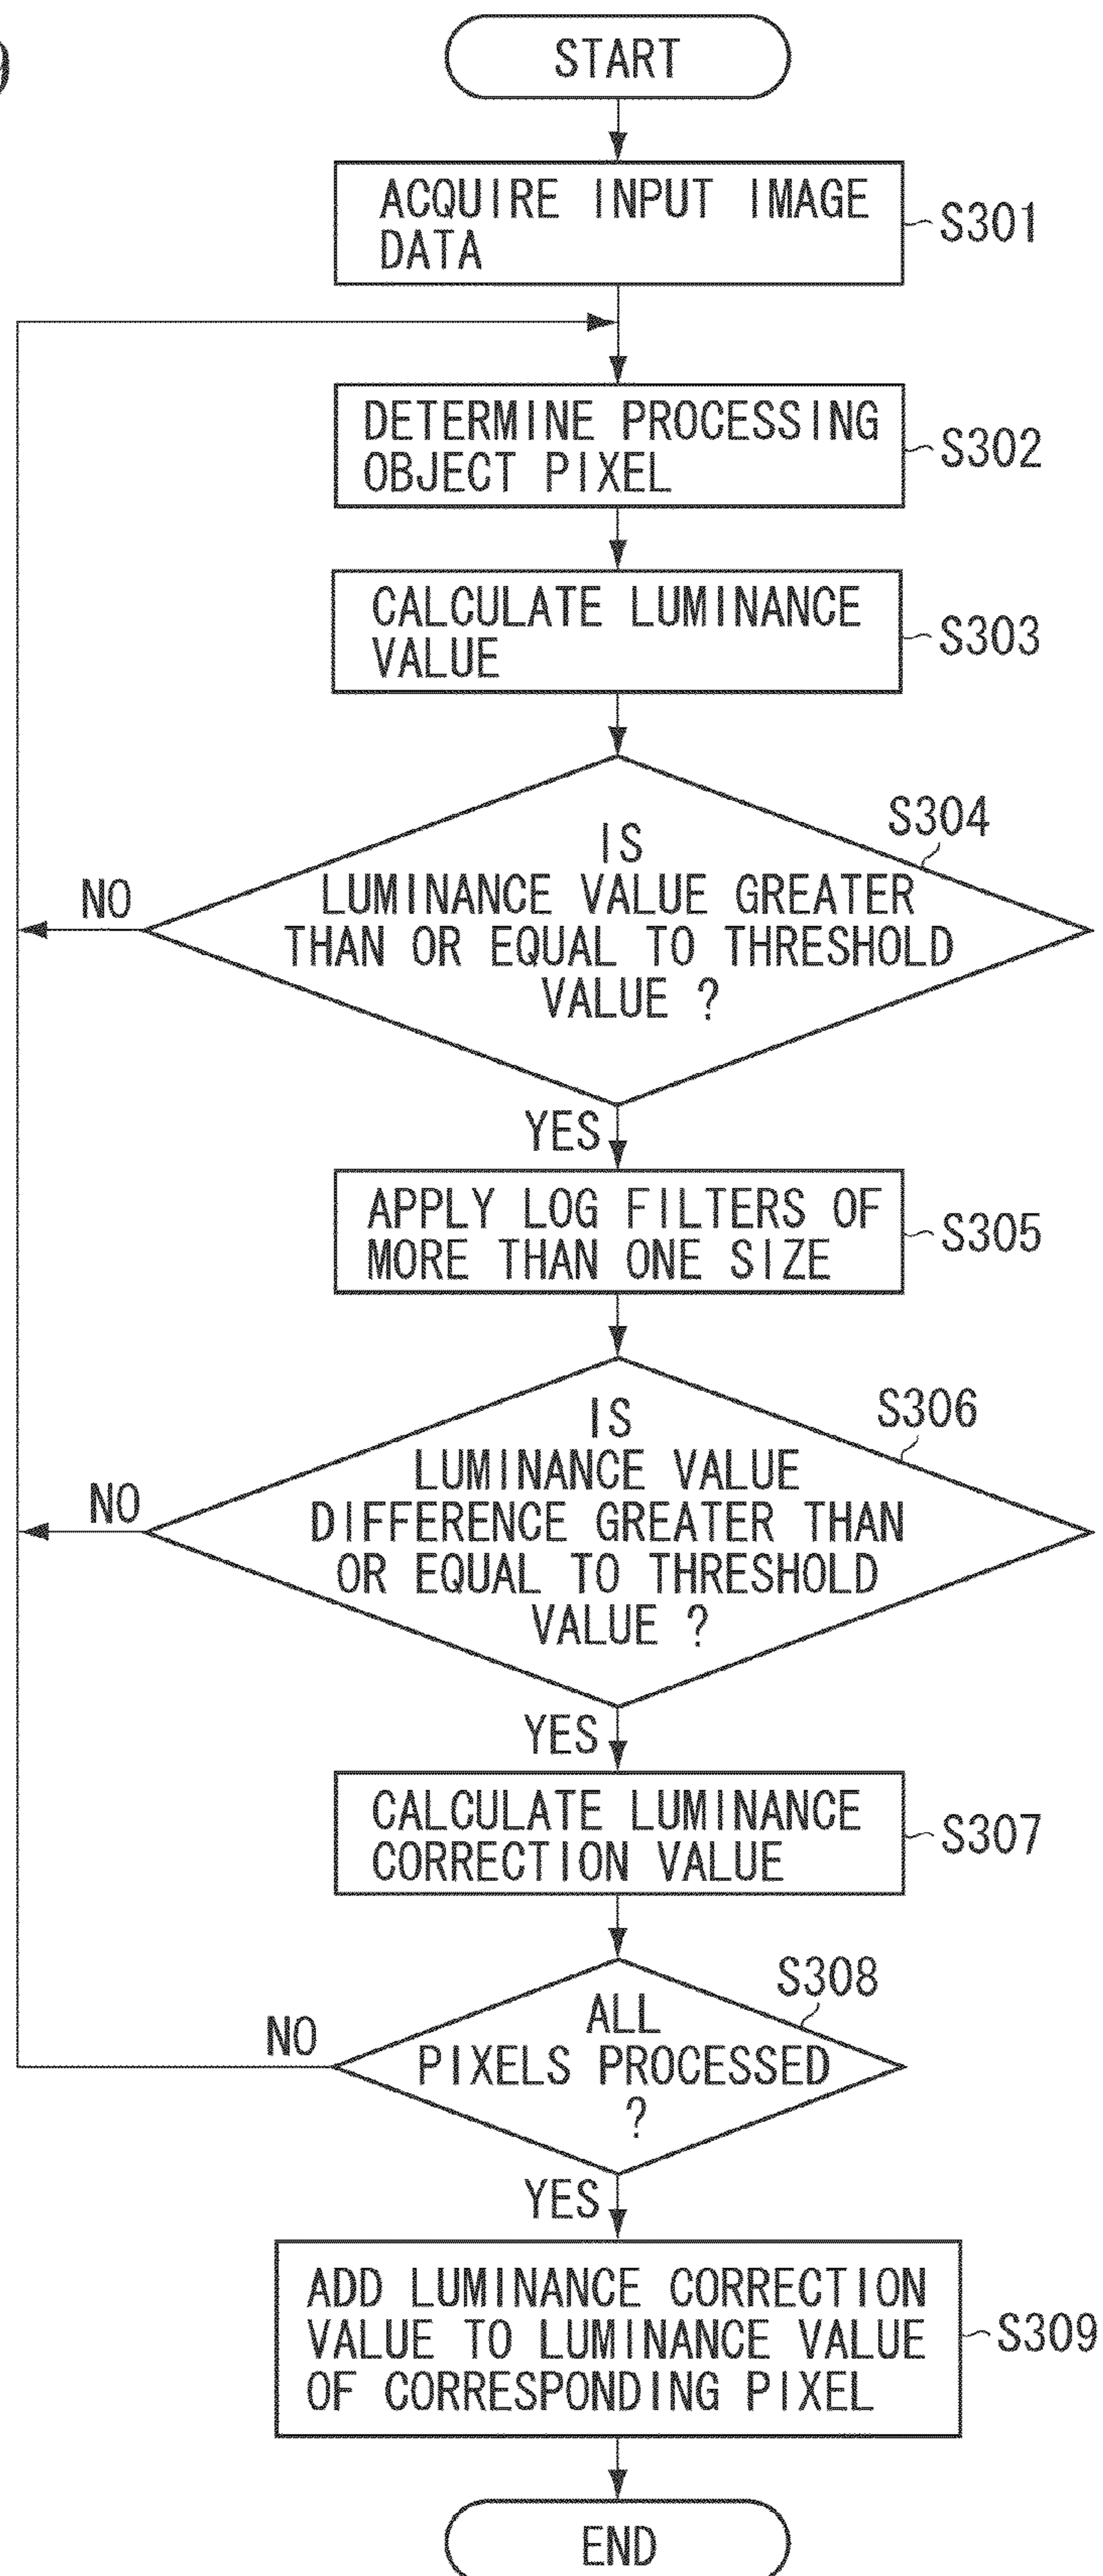 START
ACQUIRE INPUT IMAGE
DATA
S301
DETERMINE PROCESSING
OBJECT PIXEL
S302
CALCULATE LUMINANCE
VALUE
S303
S304
IS
LUMINANCE VALUE GREATER
THAN OR EQUAL TO THRESHOLD
VALUE ?
NO
YES
APPLY LOG FILTERS OF
MORE THAN ONE SIZE
S305
S306
IS
LUMINANCE VALUE
DIFFERENCE GREATER THAN
OR EQUAL TO THRESHOLD
VALUE ?
NO
YES
CALCULATE LUMINANCE
CORRECTION VALUE
S307
S308
ALL
PIXELS PROCESSED
?
NO
YES
ADD LUMINANCE CORRECTION
VALUE TO LUMINANCE VALUE
OF CORRESPONDING PIXEL
S309
END